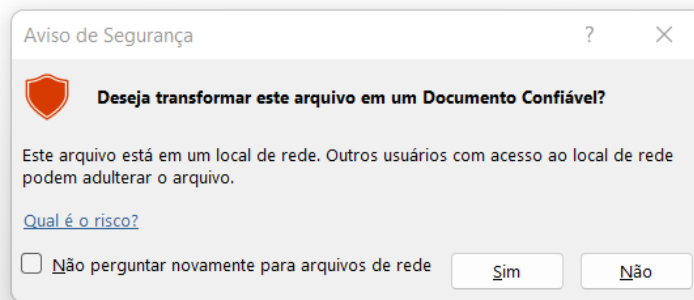 Aviso de Segurança
?
Deseja transformar este arquivo em um Documento Confiável?
Este arquivo está em um local de rede. Outros usuários com acesso ao local de rede
podem adulterar o arquivo.
Qual é o risco?
Não perguntar novamente para arquivos de rede
Sim
Não